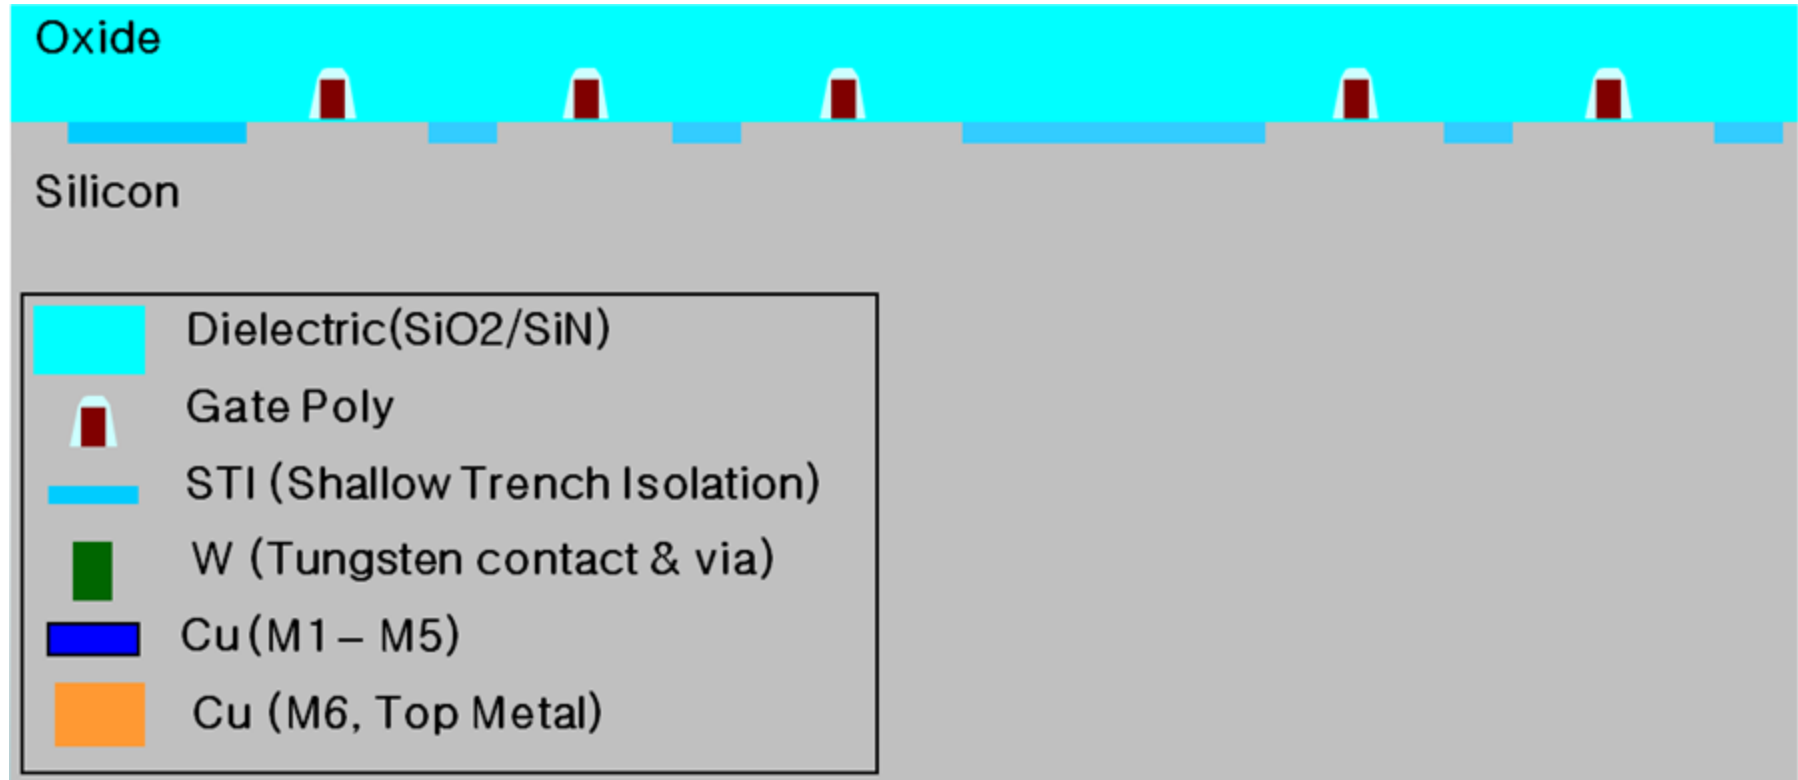 Oxide
Silicon
Dielectric(SiO2/SiN)
Gate Poly
STI (Shallow Trench Isolation)
W (Tungsten contact & via)
Cu (M1 – M5)
Cu (M6, Top Metal)